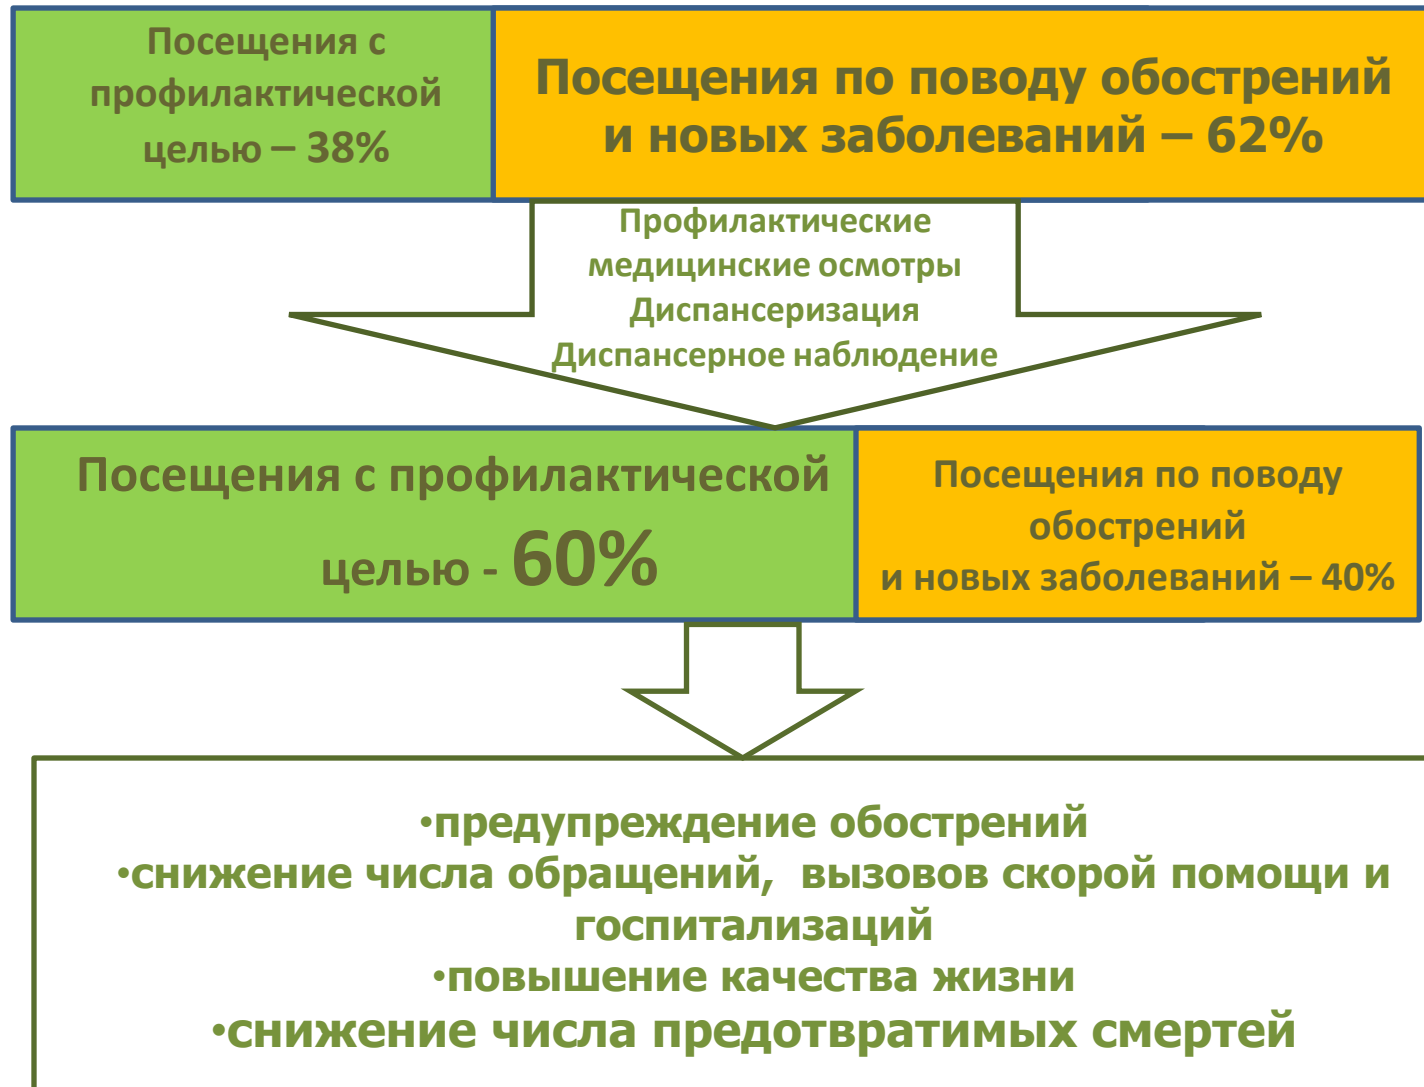 Посещения с
профилактической
целью – 38%
Посещения по поводу обострений
и новых заболеваний – 62%
Профилактические
медицинские осмотры
Диспансеризация
Диспансерное наблюдение
Посещения с профилактической
целью - 60%
Посещения по поводу
обострений
и новых заболеваний – 40%
•предупреждение обострений
•снижение числа обращений, вызовов скорой помощи и
госпитализаций
•повышение качества жизни
•снижение числа предотвратимых смертей